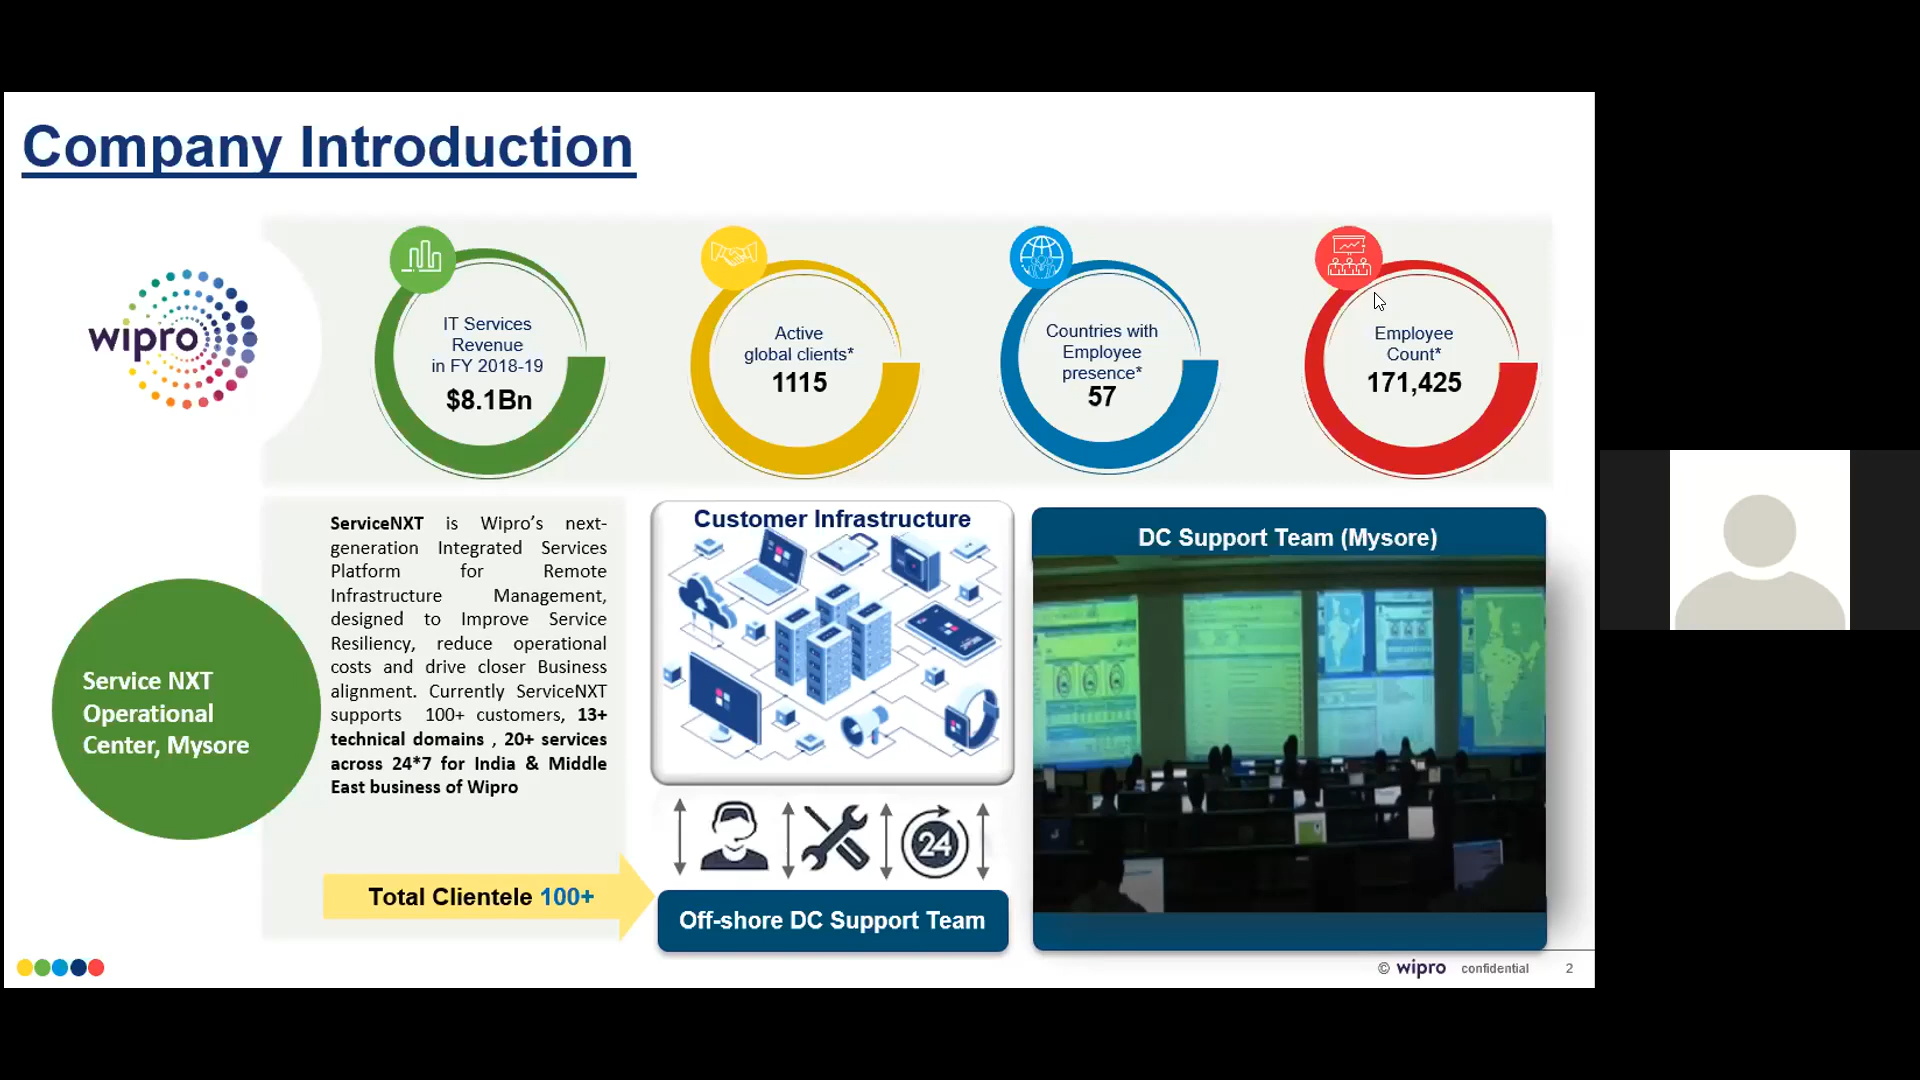 Company Introduction
wipro
IT Services
Revenue
in FY 2018-19
$8.1Bn
Active
global clients*
1115
Countries with
Employee
presence*
57
Employee
Count*
171,425
Service NXT
Operational
Center, Mysore
ServiceNXT is Wipro’s next-
generation Integrated Services
Platform for Remote
Infrastructure Management,
designed to Improve Service
Resiliency, reduce operational
costs and drive closer Business
alignment. Currently ServiceNXT
supports 100+ customers, 13+
technical domains , 20+ services
across 24*7 for India & Middle
East business of Wipro
Total Clientele 100+
Customer Infrastructure
24
Off-shore DC Support Team
DC Support Team (Mysore)
© wipro confidential 2